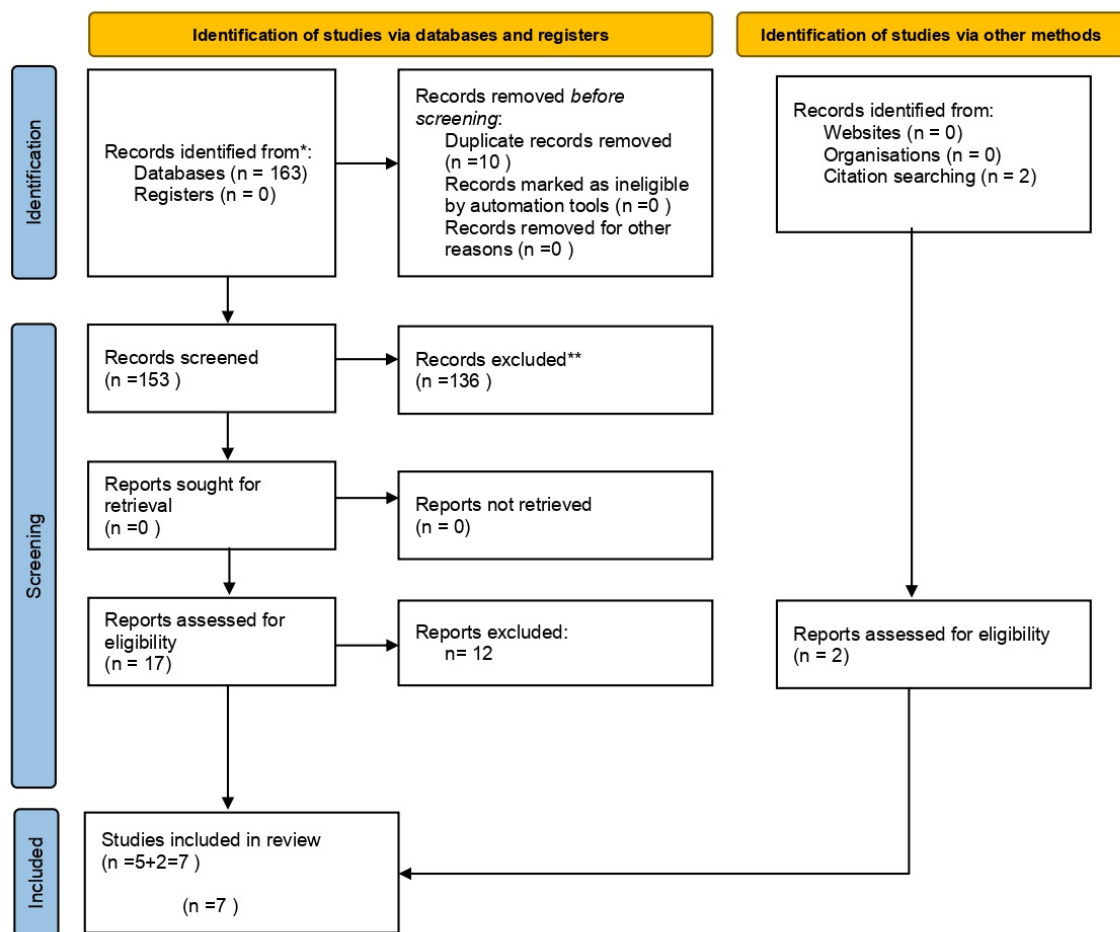 Identification of studies via databases and registers
Identification of studies via other methods
Identification
Records identified from*:
Databases (n = 163)
Registers (n = 0)
Records removed before
screening:
Duplicate records removed
(n =10 )
Records marked as ineligible
by automation tools (n =0 )
Records removed for other
reasons (n =0 )
Records identified from:
Websites (n = 0)
Organisations (n = 0)
Citation searching (n = 2)
Screening
Records screened
(n =153 )
Records excluded**
(n =136 )
Reports sought for
retrieval
(n =0 )
Reports not retrieved
(n = 0)
Reports assessed for
eligibility
(n = 17)
Reports excluded:
n= 12
Reports assessed for eligibility
(n = 2)
Included
Studies included in review
(n =5+2=7 )
(n =7 )